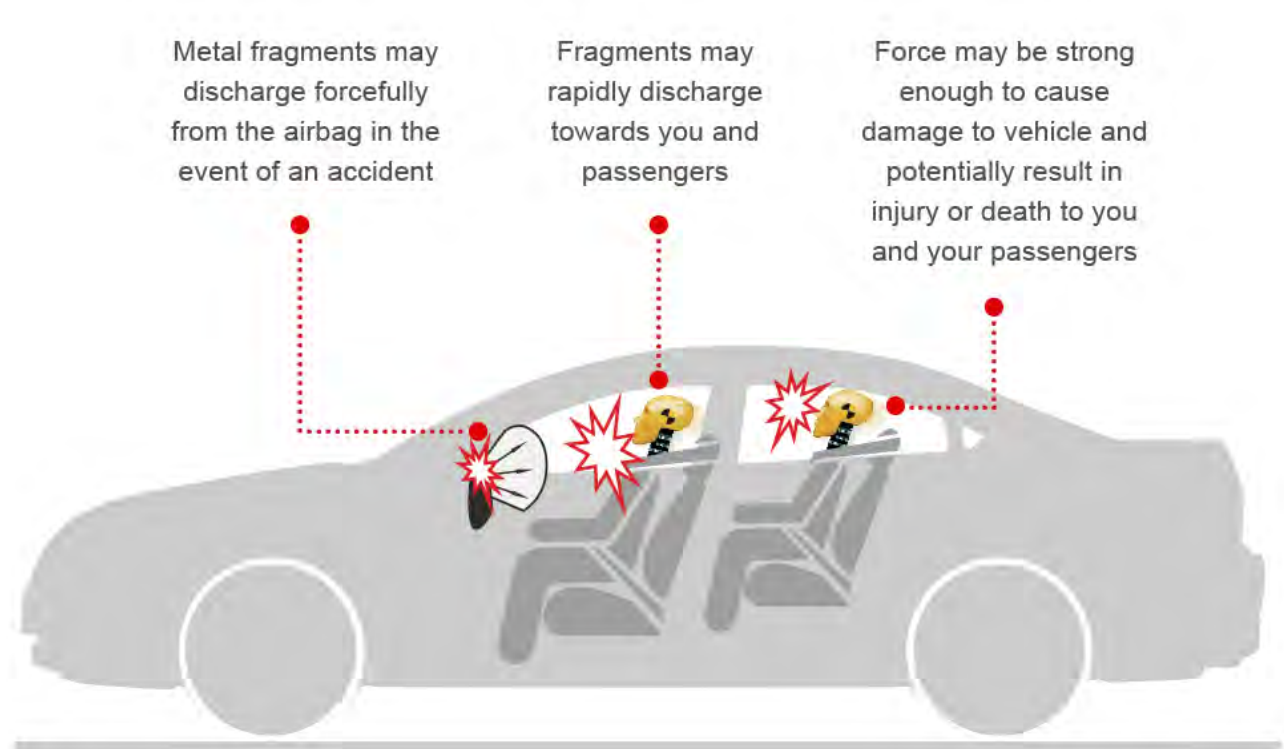 Metal fragments may
discharge forcefully
from the airbag in the
event of an accident
Fragments may
rapidly discharge
towards you and
passengers
Force may be strong
enough to cause
damage to vehicle and
potentially result in
injury or death to you
and your passengers